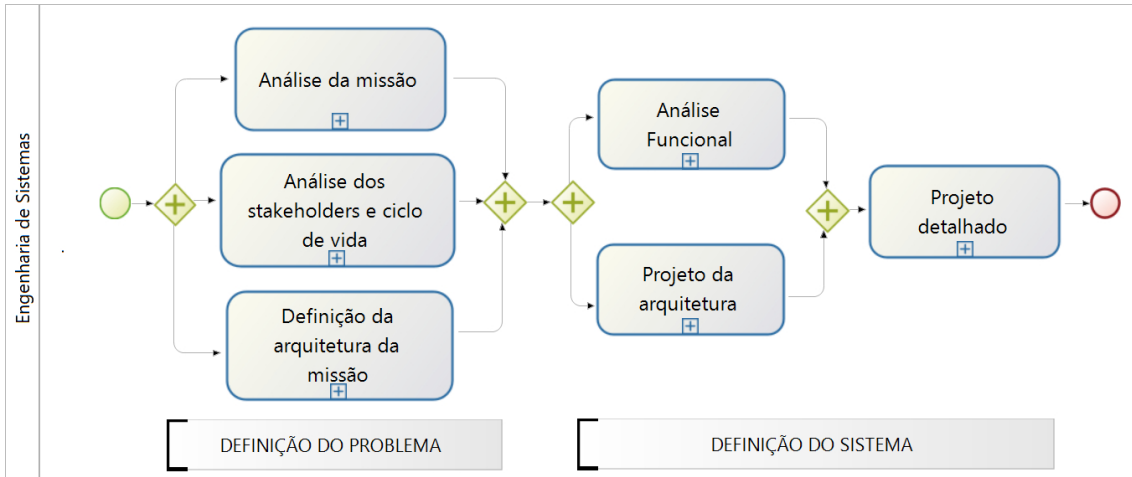 Engenharia de Sistemas
Análise da missão
Análise dos
stakeholders e ciclo
de vida
Definição da
arquitetura da
missão
Análise
Funcional
Projeto da
arquitetura
Projeto
detalhado
DEFINIÇÃO DO PROBLEMA
DEFINIÇÃO DO SISTEMA